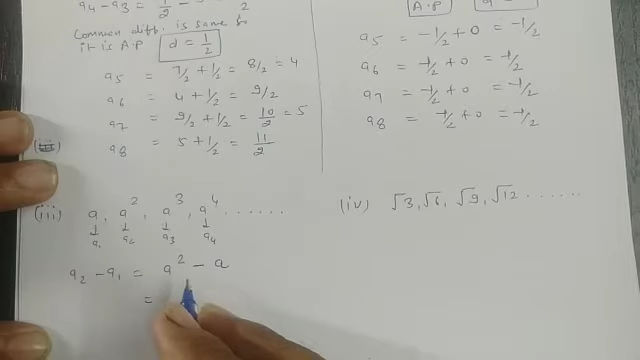 a4 - a3 = 1/2
Common diff. is same so
it is A.P d = 1/2
a5 = 7/2 + 1/2 = 8/2 = 4
a6 = 4 + 1/2 = 9/2
a7 = 9/2 + 1/2 = 10/2 = 5
a8 = 5 + 1/2 = 11/2
A.P
a5 = -1/2 + 0 = -1/2
a6 = -1/2 + 0 = -1/2
a7 = -1/2 + 0 = -1/2
a8 = -1/2 + 0 = -1/2
(iii) a, a², a³, a⁴ .......
a1 a2 a3 a4
a2 - a1 = a² - a
=
(iv) √3, √6, √9, √12 .......